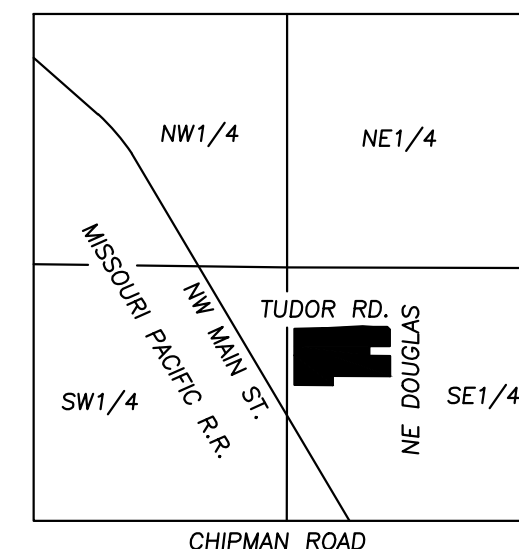 NW1/4
NE1/4
MISSOURI PACIFIC R.R.
NW MAIN ST.
TUDOR RD.
NE DOUGLAS
SW1/4
SE1/4
CHIPMAN ROAD